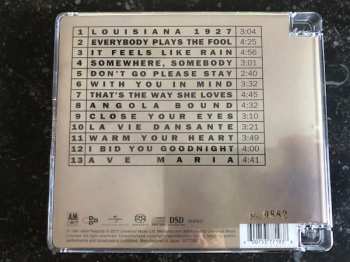 1 LOUISIANA 1927 3:04
2 EVERYBODY PLAYS THE FOOL 4:25
3 IT FEELS LIKE RAIN 4:56
4 SOMEWHERE, SOMEBODY 3:01
5 DON'T GO PLEASE STAY 2:40
6 WITH YOU IN MIND 3:32
7 THAT'S THE WAY SHE LOVES 4:45
8 ANGOLA BOUND 4:32
9 CLOSE YOUR EYES 3:10
10 LA VIE DANSANTE 4:21
11 WARM YOUR HEART 4:34
12 I BID YOU GOODNIGHT 4:00
13 AVE MARIA 4:41
DSD